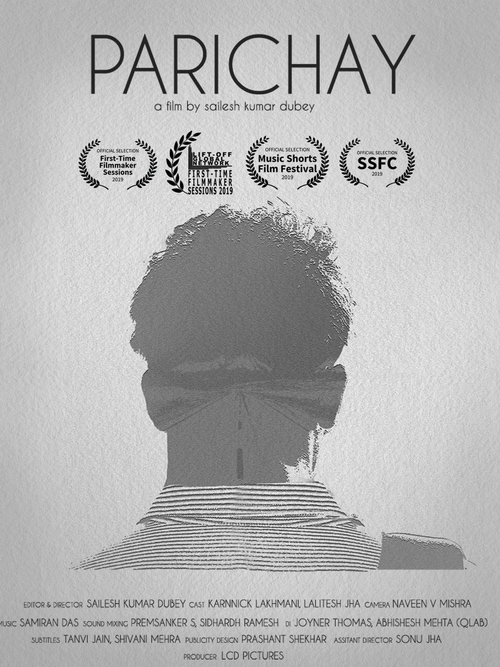 PARICHAY
a film by sailesh kumar dubey
OFFICIAL SELECTION
First-Time
Filmmaker
Sessions
2019
LIFT-OFF
GLOBAL
NETWORK
FIRST-TIME
FILMMAKER
SESSIONS 2019
OFFICIAL SELECTION
Music Shorts
Film Festival
2019
OFFICIAL SELECTION
SSFC
2019
EDITOR & DIRECTOR SAILESH KUMAR DUBEY CAST KARNNICK LAKHMANI, LALITESH JHA CAMERA NAVEEN V MISHRA
MUSIC SAMIRAN DAS SOUND MIXING PREMSANKER S, SIDHARDH RAMESH DI JOYNER THOMAS, ABHISHESH MEHTA (QLAB)
SUBTITLES TANVI JAIN, SHIVANI MEHRA PUBLICITY DESIGN PRASHANT SHEKHAR ASSITANT DIRECTOR SONU JHA
PRODUCER LCD PICTURES